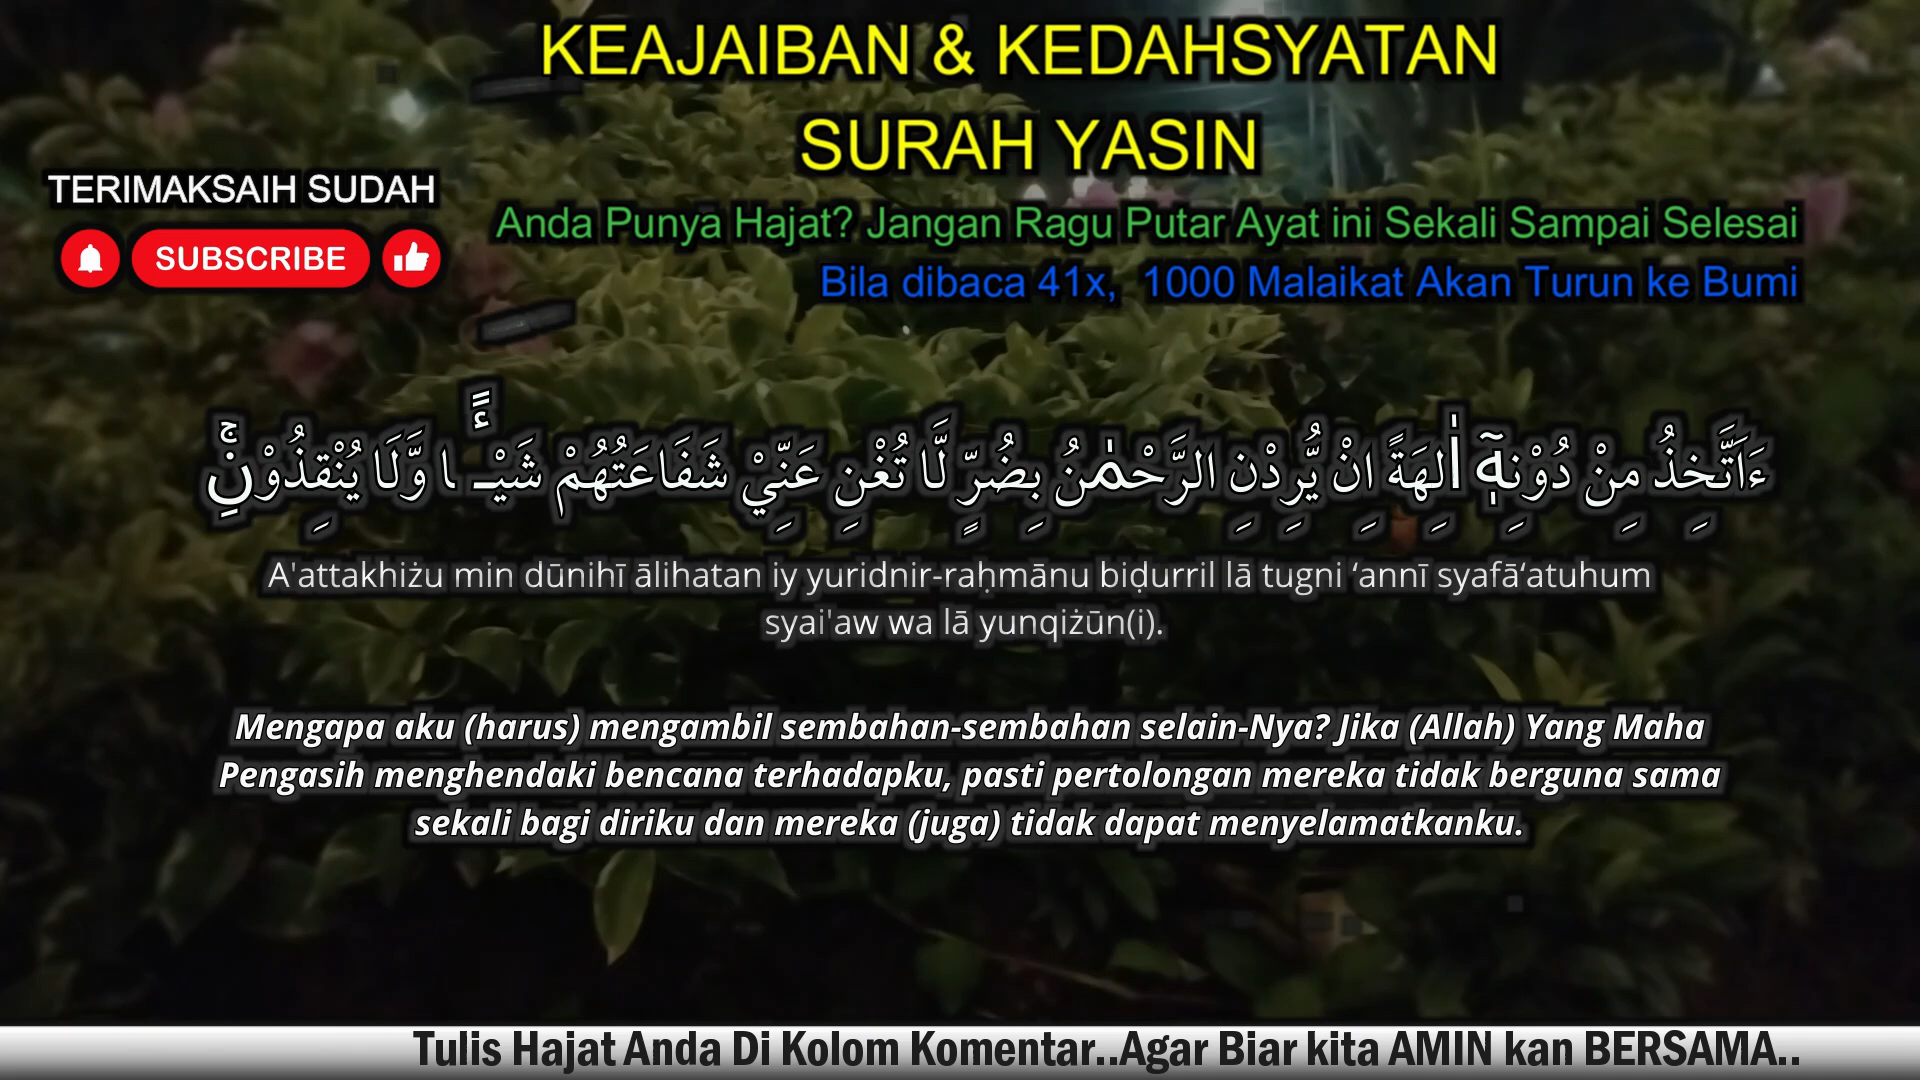 KEAJAIBAN & KEDAHSYATAN
SURAH YASIN
TERIMAKSAIH SUDAH
SUBSCRIBE
Anda Punya Hajat? Jangan Ragu Putar Ayat ini Sekali Sampai Selesai
Bila dibaca 41x, 1000 Malaikat Akan Turun ke Bumi
ءَاَتَّخِذُ مِنْ دُوْنِهٖٓ اٰلِهَةً اِنْ يُّرِدْنِ الرَّحْمٰنُ بِضُرٍّ لَّا تُغْنِ عَنِّيْ شَفَاعَتُهُمْ شَيْـًٔا وَّلَا يُنْقِذُوْنِۚ
A'attakhiżu min dūnihī ālihatan iy yuridnir-raḥmānu biḍurril lā tugni ‘annī syafā‘atuhum
syai'aw wa lā yunqiżūn(i).
Mengapa aku (harus) mengambil sembahan-sembahan selain-Nya? Jika (Allah) Yang Maha
Pengasih menghendaki bencana terhadapku, pasti pertolongan mereka tidak berguna sama
sekali bagi diriku dan mereka (juga) tidak dapat menyelamatkanku.
Tulis Hajat Anda Di Kolom Komentar..Agar Biar kita AMIN kan BERSAMA..